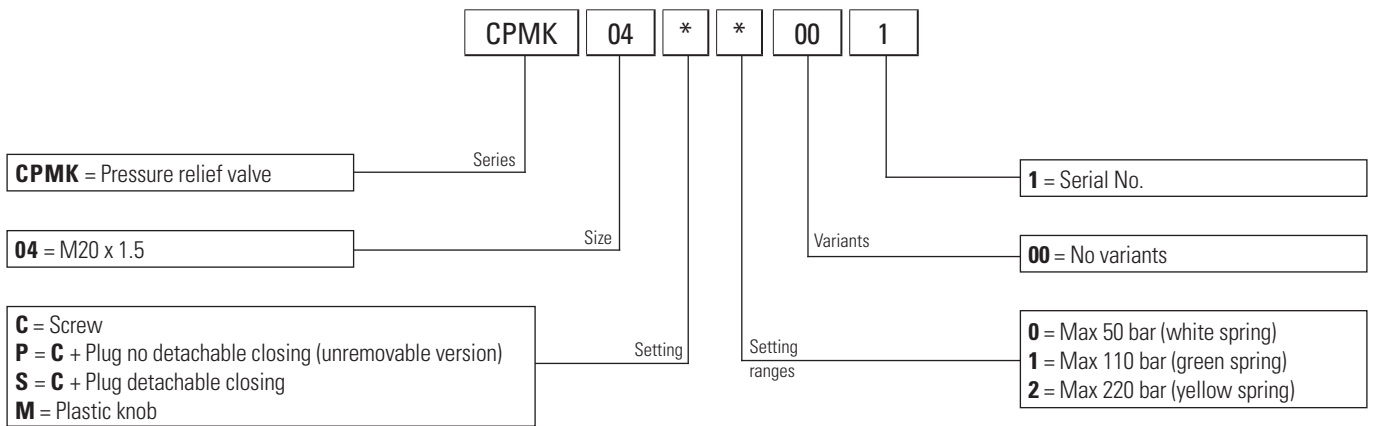 CPMK 04 * * 00 1
Series
CPMK = Pressure relief valve
1 = Serial No.
Size
04 = M20 x 1.5
Variants
00 = No variants
C = Screw
P = C + Plug no detachable closing (unremovable version)
S = C + Plug detachable closing
M = Plastic knob
Setting
Setting
ranges
0 = Max 50 bar (white spring)
1 = Max 110 bar (green spring)
2 = Max 220 bar (yellow spring)